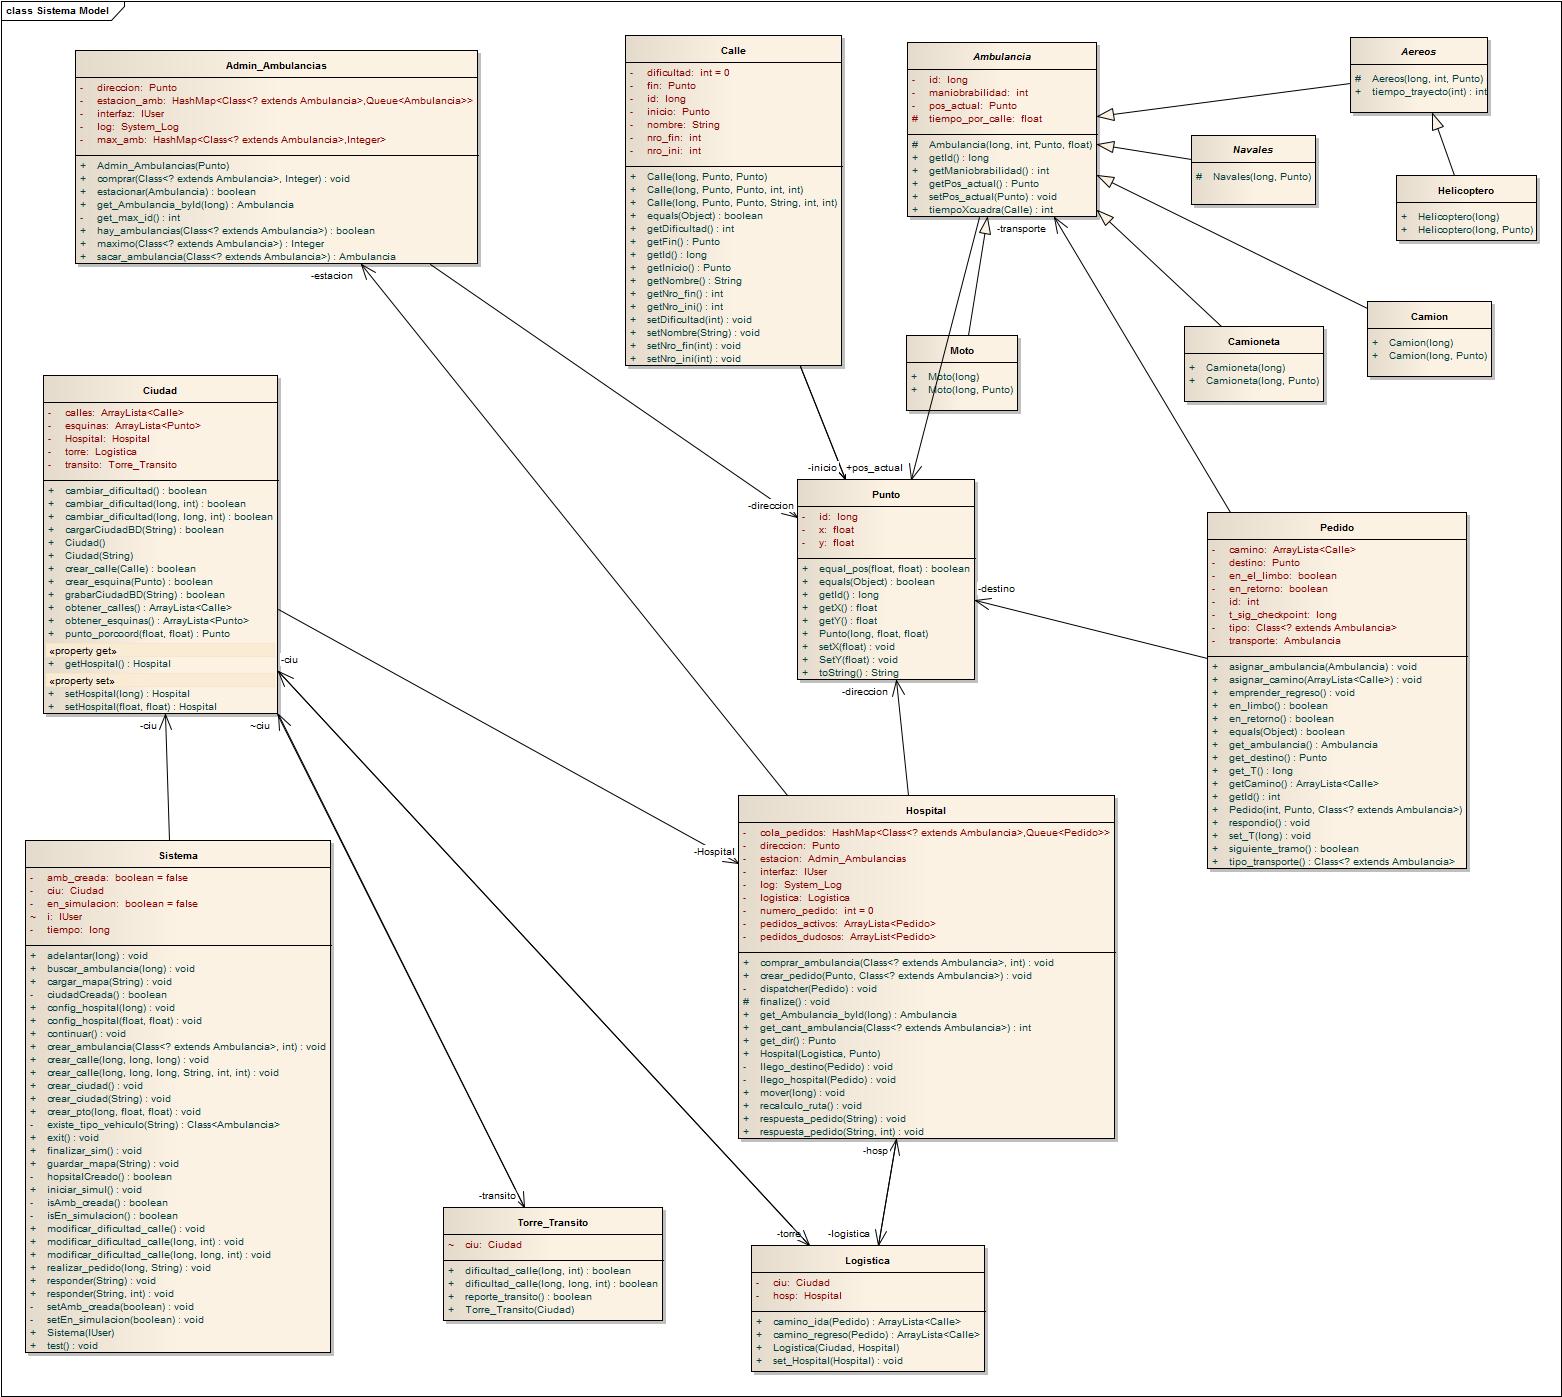 class Sistema Model
Admin_Ambulancias
- direccion: Punto
- estacion_amb: HashMap<Class<? extends Ambulancia>,Queue<Ambulancia>>
- interfaz: IUser
- log: System_Log
- max_amb: HashMap<Class<? extends Ambulancia>,Integer>
+ Admin_Ambulancias(Punto)
+ comprar(Class<? extends Ambulancia>, Integer) : void
+ estacionar(Ambulancia) : boolean
+ get_Ambulancia_byId(long) : Ambulancia
- get_max_id() : int
+ hay_ambulancias(Class<? extends Ambulancia>) : boolean
+ maximo(Class<? extends Ambulancia>) : Integer
+ sacar_ambulancia(Class<? extends Ambulancia>) : Ambulancia
-estacion
Calle
- dificultad: int = 0
- fin: Punto
- id: long
- inicio: Punto
- nombre: String
- nro_fin: int
- nro_ini: int
+ Calle(long, Punto, Punto)
+ Calle(long, Punto, Punto, int, int)
+ Calle(long, Punto, Punto, String, int, int)
+ equals(Object) : boolean
+ getDificultad() : int
+ getFin() : Punto
+ getId() : long
+ getInicio() : Punto
+ getNombre() : String
+ getNro_fin() : int
+ getNro_ini() : int
+ setDificultad(int) : void
+ setNombre(String) : void
+ setNro_fin(int) : void
+ setNro_ini(int) : void
Ambulancia
- id: long
- maniobrabilidad: int
- pos_actual: Punto
# tiempo_por_calle: float
# Ambulancia(long, int, Punto, float)
+ getId() : long
+ getManiobrabilidad() : int
+ getPos_actual() : Punto
+ setPos_actual(Punto) : void
+ tiempoXcuadra(Calle) : int
-transporte
Aereos
# Aereos(long, int, Punto)
+ tiempo_trayecto(int) : int
Navales
# Navales(long, Punto)
Helicoptero
+ Helicoptero(long)
+ Helicoptero(long, Punto)
Moto
+ Moto(long)
+ Moto(long, Punto)
Camioneta
+ Camioneta(long)
+ Camioneta(long, Punto)
Camion
+ Camion(long)
+ Camion(long, Punto)
Ciudad
- calles: ArrayLista<Calle>
- esquinas: ArrayLista<Punto>
- Hospital: Hospital
- torre: Logistica
- transito: Torre_Transito
+ cambiar_dificultad() : boolean
+ cambiar_dificultad(long, int) : boolean
+ cambiar_dificultad(long, long, int) : boolean
+ cargarCiudadBD(String) : boolean
+ Ciudad()
+ Ciudad(String)
+ crear_calle(Calle) : boolean
+ crear_esquina(Punto) : boolean
+ grabarCiudadBD(String) : boolean
+ obtener_calles() : ArrayLista<Calle>
+ obtener_esquinas() : ArrayLista<Punto>
+ punto_porcoord(float, float) : Punto
«property get»
+ getHospital() : Hospital
«property set»
+ setHospital(long) : Hospital
+ setHospital(float, float) : Hospital
-ciu
-ciu
~ciu
-inicio
+pos_actual
-direccion
Punto
- id: long
- x: float
- y: float
+ equal_pos(float, float) : boolean
+ equals(Object) : boolean
+ getId() : long
+ getX() : float
+ getY() : float
+ Punto(long, float, float)
+ setX(float) : void
+ SetY(float) : void
+ toString() : String
-destino
-direccion
Pedido
- camino: ArrayLista<Calle>
- destino: Punto
- en_el_limbo: boolean
- en_retorno: boolean
- id: int
- t_sig_checkpoint: long
- tipo: Class<? extends Ambulancia>
- transporte: Ambulancia
+ asignar_ambulancia(Ambulancia) : void
+ asignar_camino(ArrayLista<Calle>) : void
+ emprender_regreso() : void
+ en_limbo() : boolean
+ en_retorno() : boolean
+ equals(Object) : boolean
+ get_ambulancia() : Ambulancia
+ get_destino() : Punto
+ get_T() : long
+ getCamino() : ArrayLista<Calle>
+ getId() : int
+ Pedido(int, Punto, Class<? extends Ambulancia>)
+ respondio() : void
+ set_T(long) : void
+ siguiente_tramo() : boolean
+ tipo_transporte() : Class<? extends Ambulancia>
Sistema
- amb_creada: boolean = false
- ciu: Ciudad
- en_simulacion: boolean = false
~ i: IUser
- tiempo: long
+ adelantar(long) : void
+ buscar_ambulancia(long) : void
+ cargar_mapa(String) : void
- ciudadCreada() : boolean
+ config_hospital(long) : void
+ config_hospital(float, float) : void
+ continuar() : void
+ crear_ambulancia(Class<? extends Ambulancia>, int) : void
+ crear_calle(long, long, long) : void
+ crear_calle(long, long, long, String, int, int) : void
+ crear_ciudad() : void
+ crear_ciudad(String) : void
+ crear_pto(long, float, float) : void
- existe_tipo_vehiculo(String) : Class<Ambulancia>
+ exit() : void
+ finalizar_sim() : void
+ guardar_mapa(String) : void
- hopsitalCreado() : boolean
+ iniciar_simul() : void
- isAmb_creada() : boolean
- isEn_simulacion() : boolean
+ modificar_dificultad_calle() : void
+ modificar_dificultad_calle(long, int) : void
+ modificar_dificultad_calle(long, long, int) : void
+ realizar_pedido(long, String) : void
+ responder(String) : void
+ responder(String, int) : void
- setAmb_creada(boolean) : void
- setEn_simulacion(boolean) : void
+ Sistema(IUser)
+ test() : void
-Hospital
Hospital
- cola_pedidos: HashMap<Class<? extends Ambulancia>,Queue<Pedido>>
- direccion: Punto
- estacion: Admin_Ambulancias
- interfaz: IUser
- log: System_Log
- logistica: Logistica
- numero_pedido: int = 0
- pedidos_activos: ArrayLista<Pedido>
- pedidos_dudosos: ArrayList<Pedido>
+ comprar_ambulancia(Class<? extends Ambulancia>, int) : void
+ crear_pedido(Punto, Class<? extends Ambulancia>) : void
- dispatcher(Pedido) : void
# finalize() : void
+ get_Ambulancia_byId(long) : Ambulancia
+ get_cant_ambulancia(Class<? extends Ambulancia>) : int
+ get_dir() : Punto
+ Hospital(Logistica, Punto)
- llego_destino(Pedido) : void
- llego_hospital(Pedido) : void
+ mover(long) : void
+ recalculo_ruta() : void
+ respuesta_pedido(String) : void
+ respuesta_pedido(String, int) : void
-hosp
-transito
Torre_Transito
~ ciu: Ciudad
+ dificultad_calle(long, int) : boolean
+ dificultad_calle(long, long, int) : boolean
+ reporte_transito() : boolean
+ Torre_Transito(Ciudad)
-torre
-logistica
Logistica
- ciu: Ciudad
- hosp: Hospital
+ camino_ida(Pedido) : ArrayLista<Calle>
+ camino_regreso(Pedido) : ArrayLista<Calle>
+ Logistica(Ciudad, Hospital)
+ set_Hospital(Hospital) : void